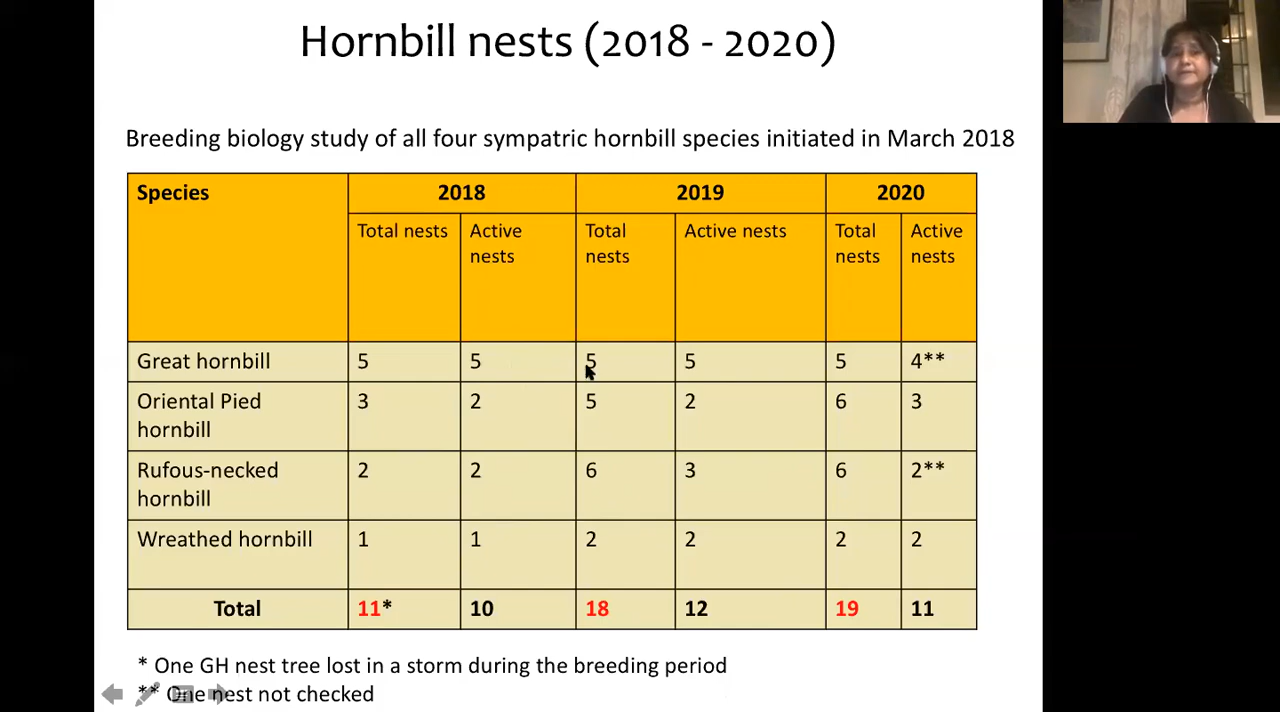 Hornbill nests (2018 - 2020)
Breeding biology study of all four sympatric hornbill species initiated in March 2018
Species 2018 2019 2020
Total nests Active nests Total nests Active nests Total nests Active nests
Great hornbill 5 5 5 5 5 4**
Oriental Pied hornbill 3 2 5 2 6 3
Rufous-necked hornbill 2 2 6 3 6 2**
Wreathed hornbill 1 1 2 2 2 2
Total 11* 10 18 12 19 11
* One GH nest tree lost in a storm during the breeding period
** One nest not checked